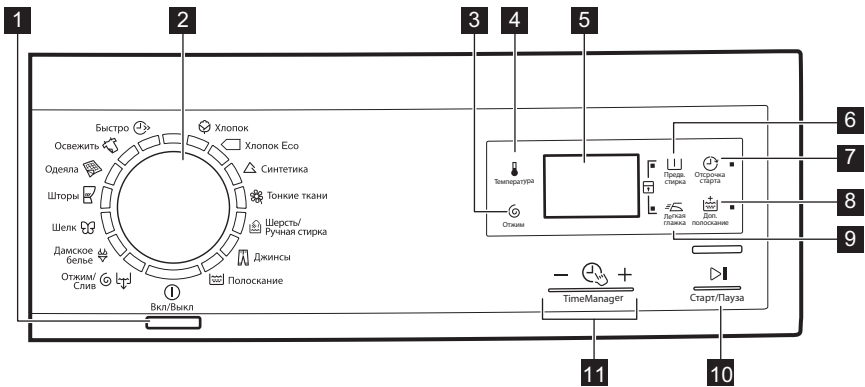 1
2
3
4
5
6
7
8
9
10
11
Быстро
Освежить
Одеяла
Шторы
Шелк
Дамское
белье
Отжим/
Слив
Вкл/Выкл
Хлопок
Хлопок Eco
Синтетика
Тонкие ткани
Шерсть/
Ручная стирка
Джинсы
Полоскание
Температура
Отжим
Предв.
стирка
Отсрочка
старта
Легкая
глажка
Доп.
полоскание
TimeManager
Старт/Пауза